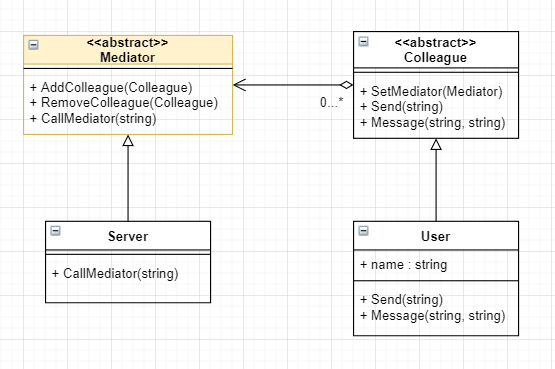 <<abstract>>
Mediator
+ AddColleague(Colleague)
+ RemoveColleague(Colleague)
+ CallMediator(string)
<<abstract>>
Colleague
+ SetMediator(Mediator)
+ Send(string)
+ Message(string, string)
0...*
Server
+ CallMediator(string)
User
+ name : string
+ Send(string)
+ Message(string, string)